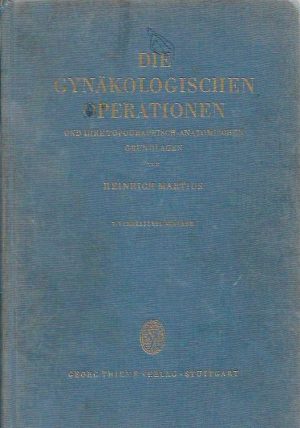 DIE
GYNÄKOLOGISCHEN
OPERATIONEN
UND IHRE TOPOGRAPHISCH-ANATOMISCHEN
GRUNDLAGEN
VON
HEINRICH MARTIUS
GEORG THIEME VERLAG · STUTTGART